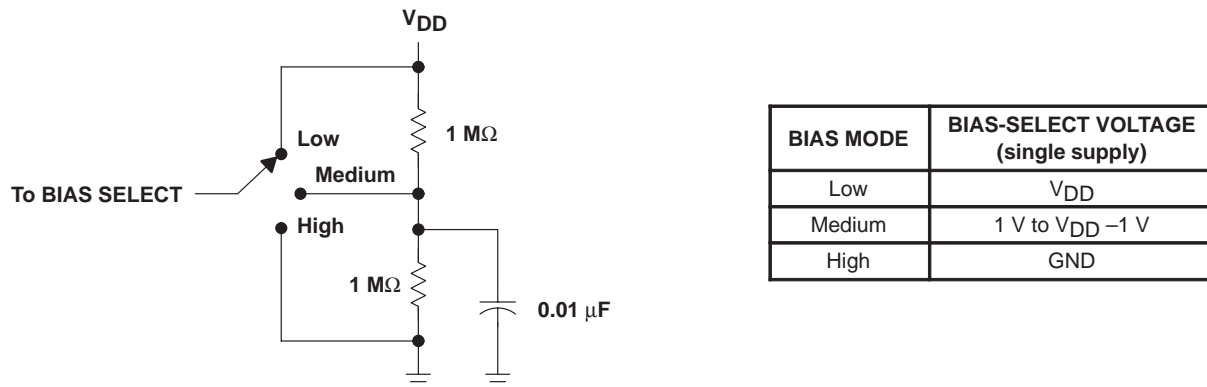 VDD
1 MΩ
Low
Medium
To BIAS SELECT
High
1 MΩ
0.01 μF
BIAS MODE BIAS-SELECT VOLTAGE
(single supply)
Low VDD
Medium 1 V to VDD –1 V
High GND